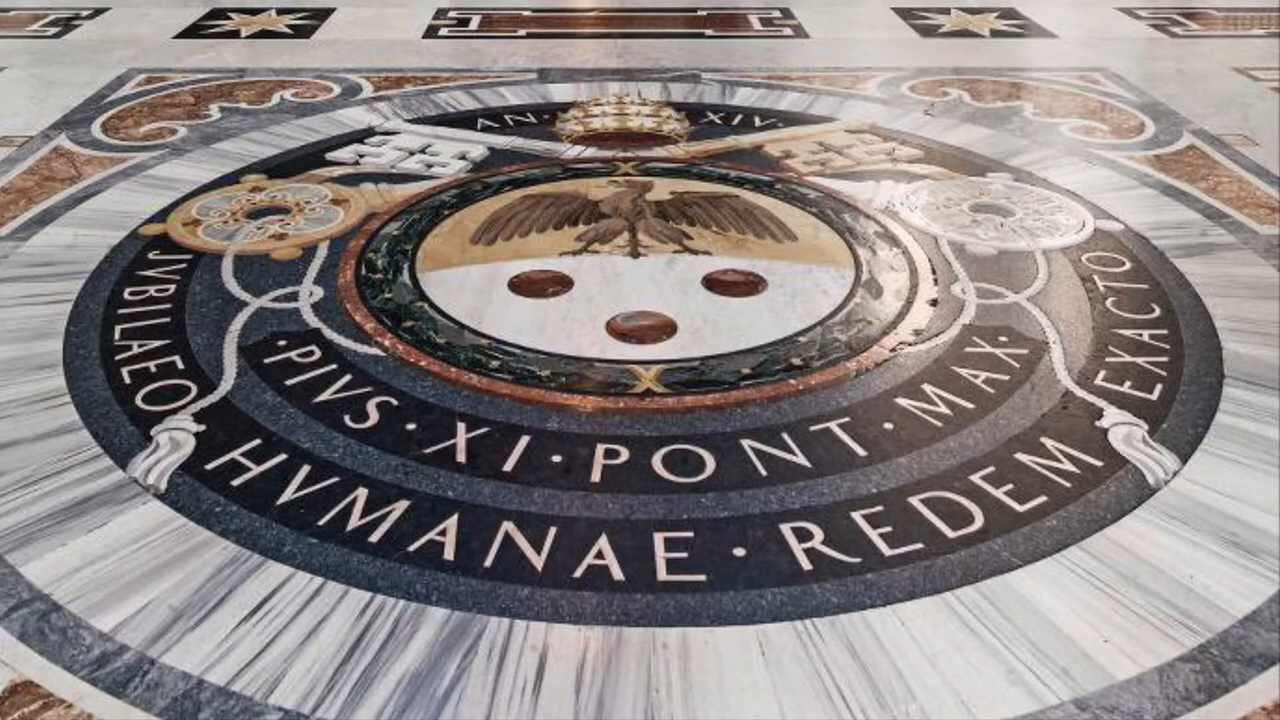 AN · XIV ·
· PIVS · XI · PONT · MAX ·
JVBILAEO HVMANAE · REDEM EXACTO